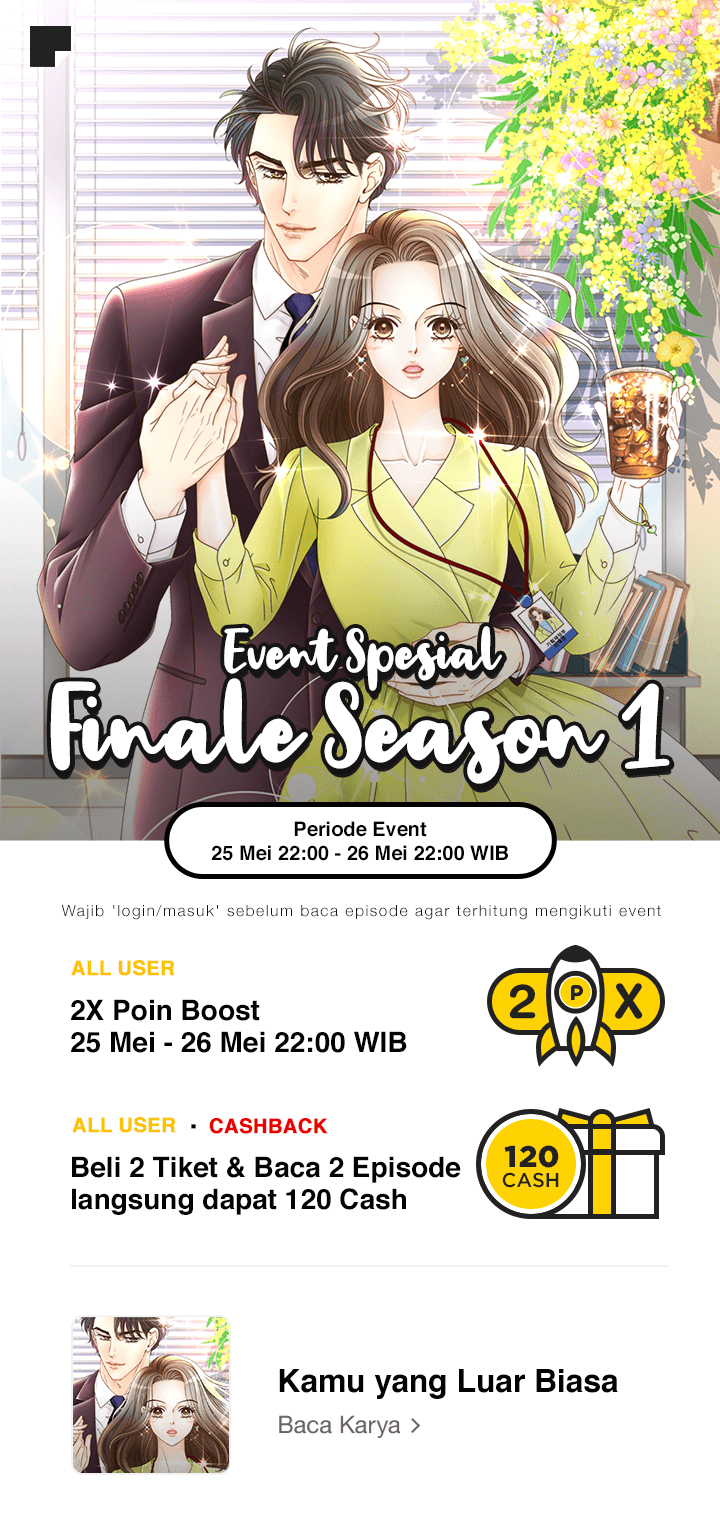 Event Spesial
Finale Season 1
Periode Event
25 Mei 22:00 - 26 Mei 22:00 WIB
Wajib 'login/masuk' sebelum baca episode agar terhitung mengikuti event
ALL USER
2X Poin Boost
25 Mei - 26 Mei 22:00 WIB
2 P X
ALL USER · CASHBACK
Beli 2 Tiket & Baca 2 Episode
langsung dapat 120 Cash
120
CASH
Kamu yang Luar Biasa
Baca Karya >